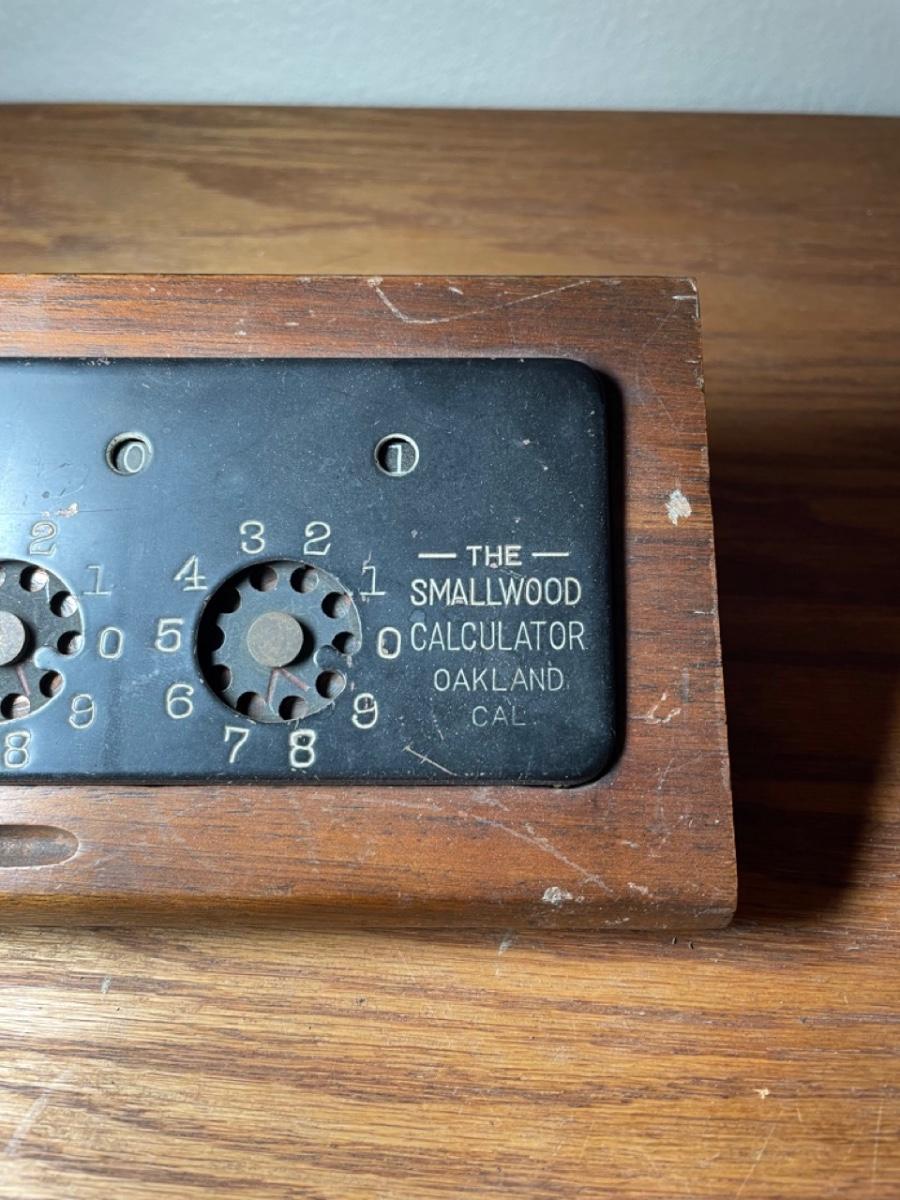 0 1
2 3 2
1 4 1
0 5 0
9 6 9
8 7 8
— THE —
SMALLWOOD
CALCULATOR
OAKLAND
CAL.